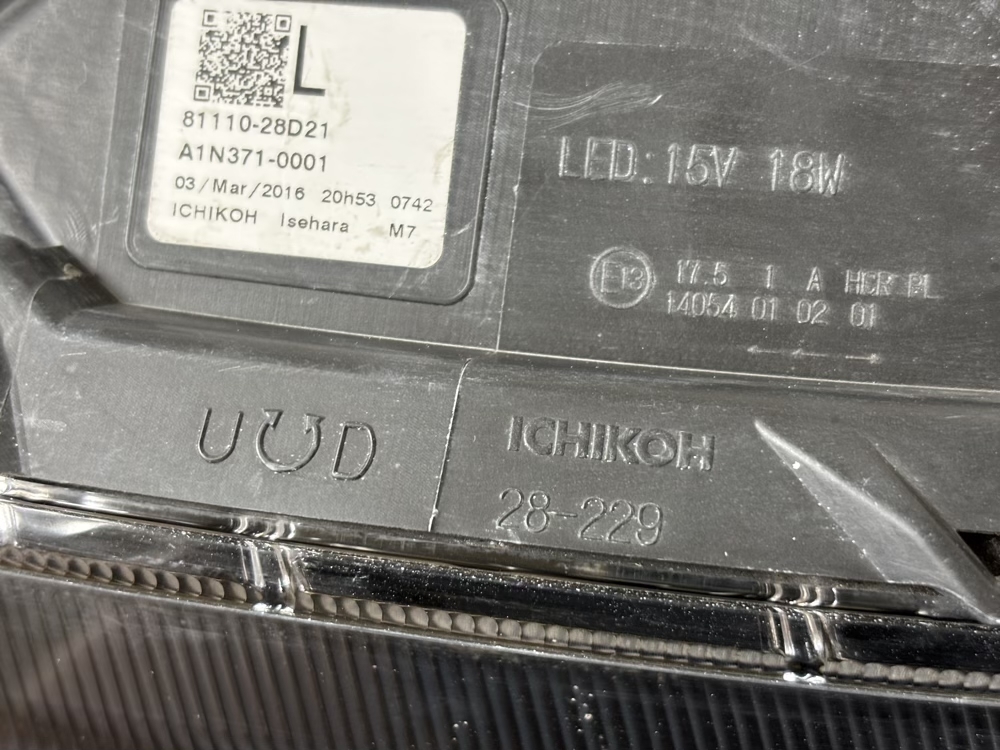 L
81110-28D21
A1N371-0001
03/Mar/2016 20h53 0742
ICHIKOH Isehara M7
LED: 15V 18W
E13 17.5 1 A HCR PL
14054 01 02 01
U D
ICHIKOH
28-229